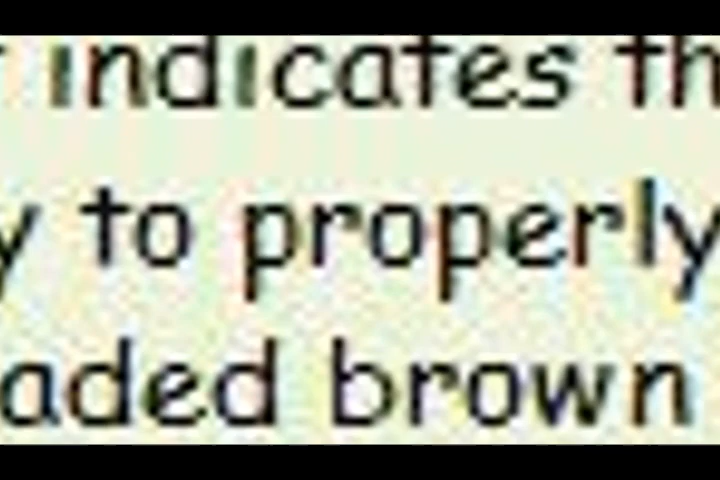 indicates th
y to properly
aded brown